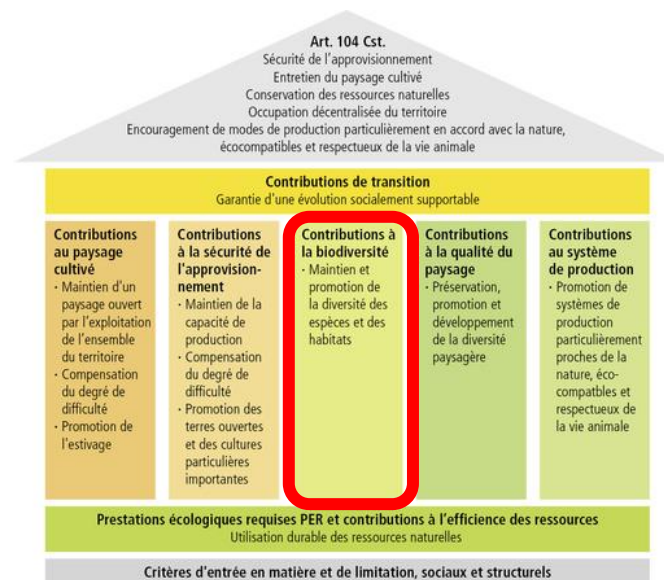 Art. 104 Cst.
Sécurité de l'approvisionnement
Entretien du paysage cultivé
Conservation des ressources naturelles
Occupation décentralisée du territoire
Encouragement de modes de production particulièrement en accord avec la nature,
écocompatibles et respectueux de la vie animale
Contributions de transition
Garantie d'une évolution socialement supportable
Contributions
au paysage
cultivé
· Maintien d'un
paysage ouvert
par l'exploitation
de l'ensemble
du territoire
· Compensation
du degré de
difficulté
· Promotion de
l'estivage
Contributions
à la sécurité de
l'approvision-
nement
· Maintien de la
capacité de
production
· Compensation
du degré de
difficulté
· Promotion des
terres ouvertes
et des cultures
particulières
importantes
Contributions à
la biodiversité
· Maintien et
promotion de
la diversité des
espèces et des
habitats
Contributions
à la qualité du
paysage
· Préservation,
promotion et
développement
de la diversité
paysagère
Contributions
au système
de production
· Promotion de
systèmes de
production
particulièrement
proches de la
nature, éco-
compatbles et
respectueux de
la vie animale
Prestations écologiques requises PER et contributions à l'efficience des ressources
Utilisation durable des ressources naturelles
Critères d'entrée en matière et de limitation, sociaux et structurels